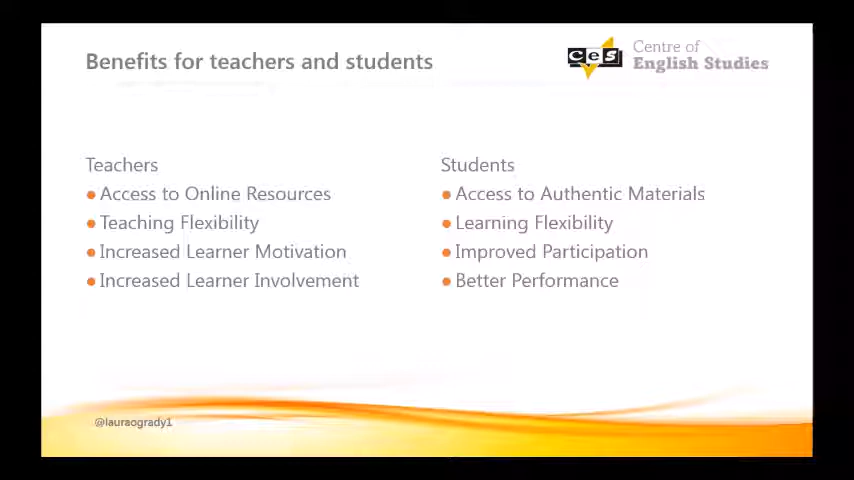 Benefits for teachers and students
ces
Centre of
English Studies
Teachers
Access to Online Resources
Teaching Flexibility
Increased Learner Motivation
Increased Learner Involvement
Students
Access to Authentic Materials
Learning Flexibility
Improved Participation
Better Performance
@lauraogrady1